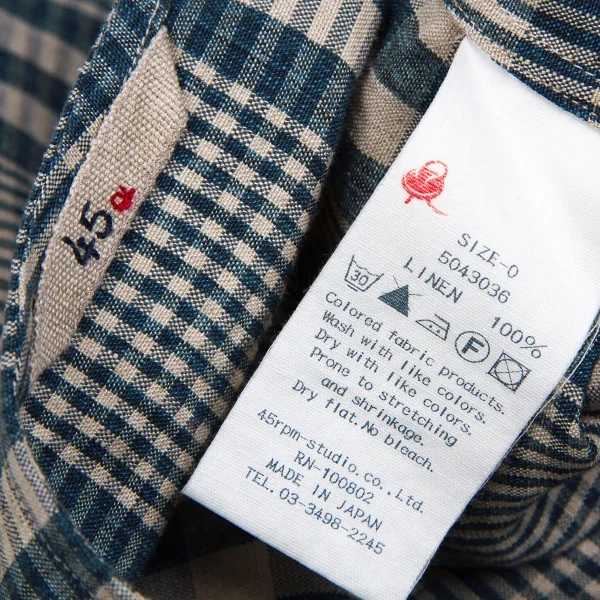 45R
SIZE-0
5043036
LINEN 100%
30 F
Colored fabric products.
Wash with like colors.
Dry with like colors.
Prone to stretching
and shrinkage.
Dry flat. No bleach.
45rpm-studio.co.,Ltd.
RN-100802
MADE IN JAPAN
TEL. 03-3498-2245